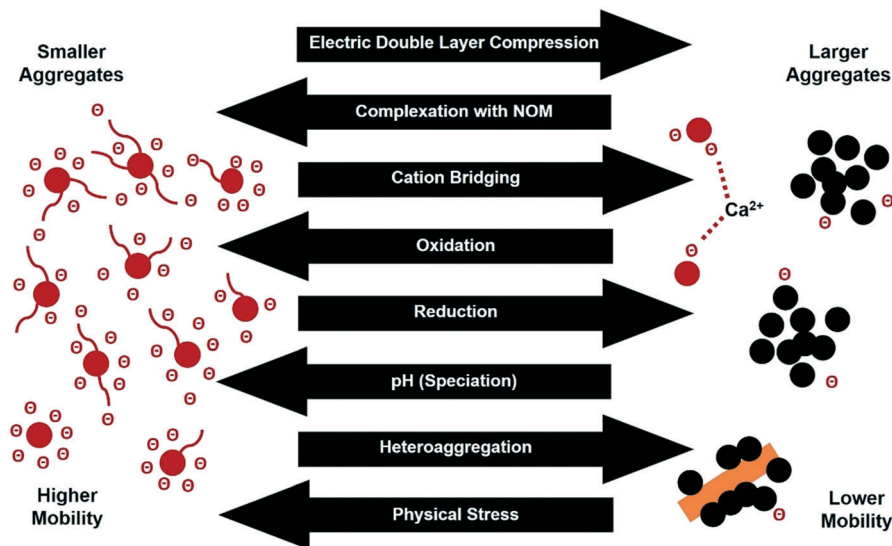 Smaller
Aggregates
Electric Double Layer Compression
Larger
Aggregates
Complexation with NOM
Cation Bridging
Ca²⁺
Oxidation
Reduction
pH (Speciation)
Heteroaggregation
Higher
Mobility
Physical Stress
Lower
Mobility